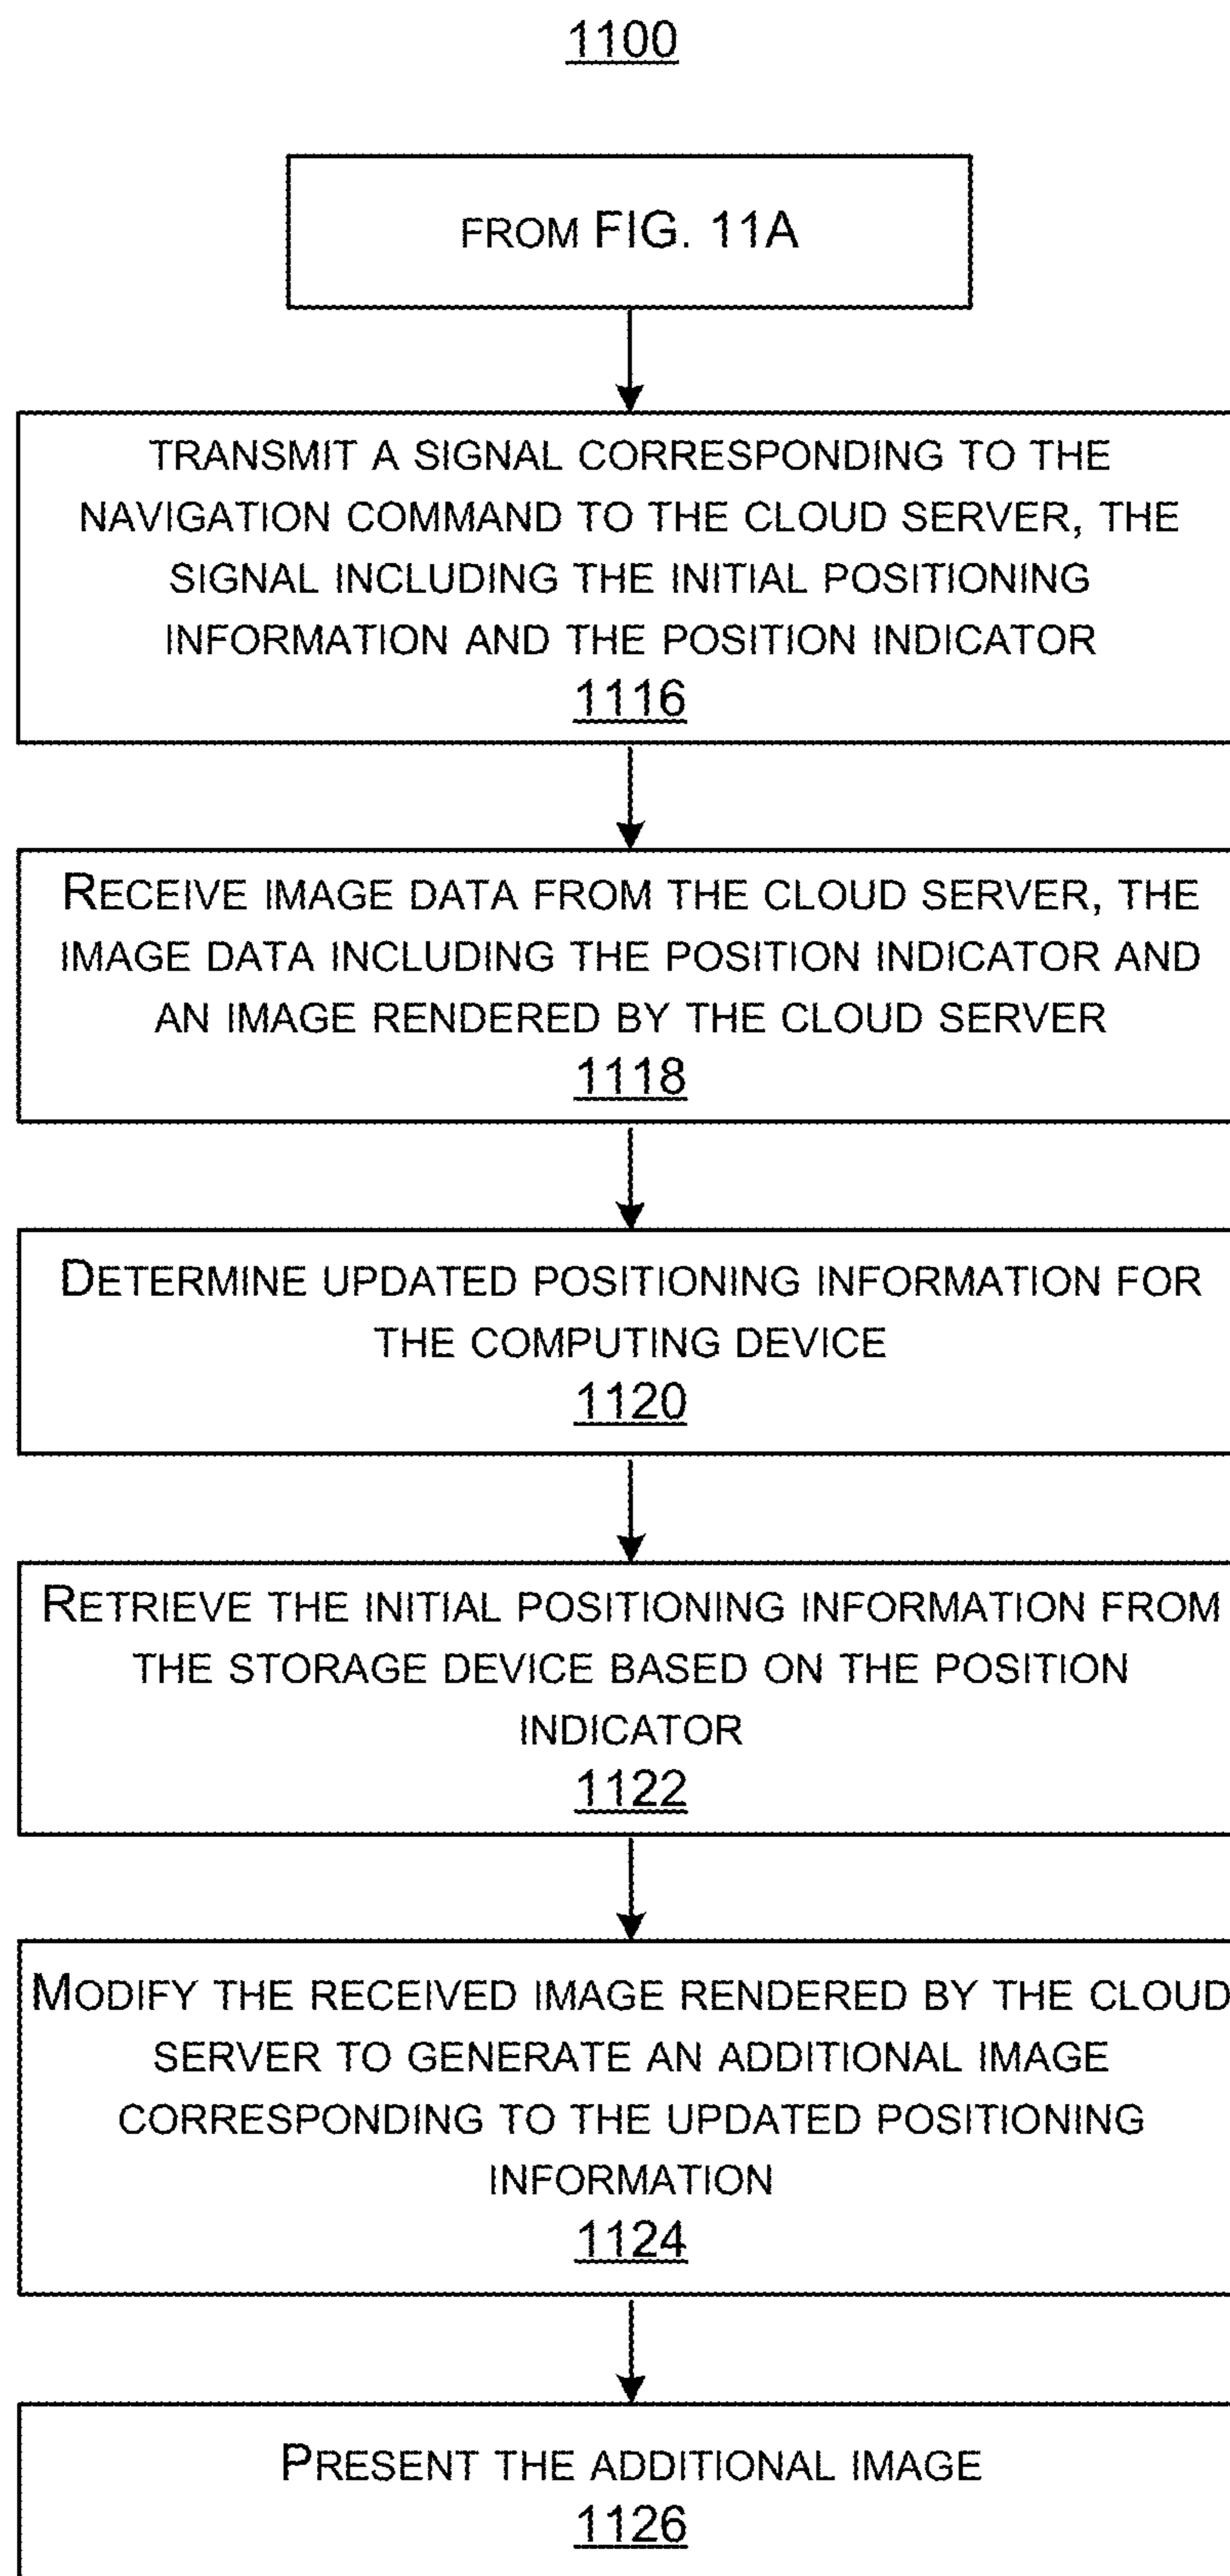 1100
FROM FIG. 11A
TRANSMIT A SIGNAL CORRESPONDING TO THE
NAVIGATION COMMAND TO THE CLOUD SERVER, THE
SIGNAL INCLUDING THE INITIAL POSITIONING
INFORMATION AND THE POSITION INDICATOR
1116
RECEIVE IMAGE DATA FROM THE CLOUD SERVER, THE
IMAGE DATA INCLUDING THE POSITION INDICATOR AND
AN IMAGE RENDERED BY THE CLOUD SERVER
1118
DETERMINE UPDATED POSITIONING INFORMATION FOR
THE COMPUTING DEVICE
1120
RETRIEVE THE INITIAL POSITIONING INFORMATION FROM
THE STORAGE DEVICE BASED ON THE POSITION
INDICATOR
1122
MODIFY THE RECEIVED IMAGE RENDERED BY THE CLOUD
SERVER TO GENERATE AN ADDITIONAL IMAGE
CORRESPONDING TO THE UPDATED POSITIONING
INFORMATION
1124
PRESENT THE ADDITIONAL IMAGE
1126